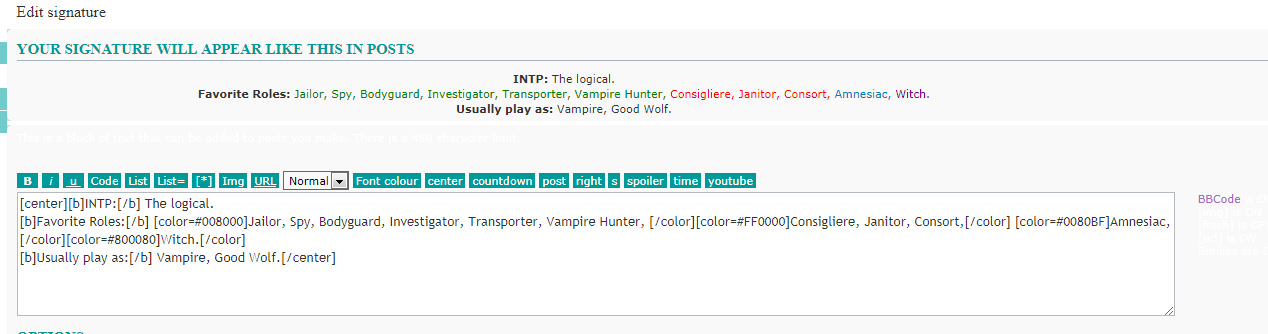 Edit signature
YOUR SIGNATURE WILL APPEAR LIKE THIS IN POSTS
INTP: The logical.
Favorite Roles: Jailor, Spy, Bodyguard, Investigator, Transporter, Vampire Hunter, Consigliere, Janitor, Consort, Amnesiac, Witch.
Usually play as: Vampire, Good Wolf.
This is a block of text that can be added to posts you make. There is a 450 character limit
B i u Code List List= [*] Img URL Normal Font colour center countdown post right s spoiler time youtube
[center][b]INTP:[/b] The logical.
[b]Favorite Roles:[/b] [color=#008000]Jailor, Spy, Bodyguard, Investigator, Transporter, Vampire Hunter, [/color][color=#FF0000]Consigliere, Janitor, Consort,[/color] [color=#0080BF]Amnesiac,
[/color][color=#800080]Witch.[/color]
[b]Usually play as:[/b] Vampire, Good Wolf.[/center]
BBCode
OPTIONS